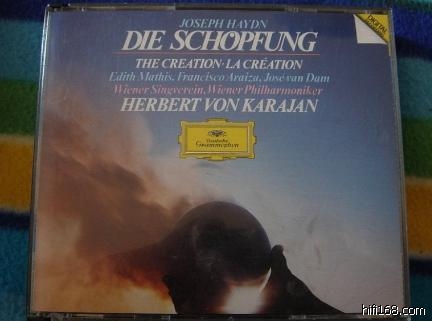 JOSEPH HAYDN
DIGITAL
DIE SCHÖPFUNG
THE CREATION · LA CRÉATION
Edith Mathis, Francisco Araiza, José van Dam
Wiener Singverein, Wiener Philharmoniker
HERBERT VON KARAJAN
Deutsche
Grammophon
hifi168.com